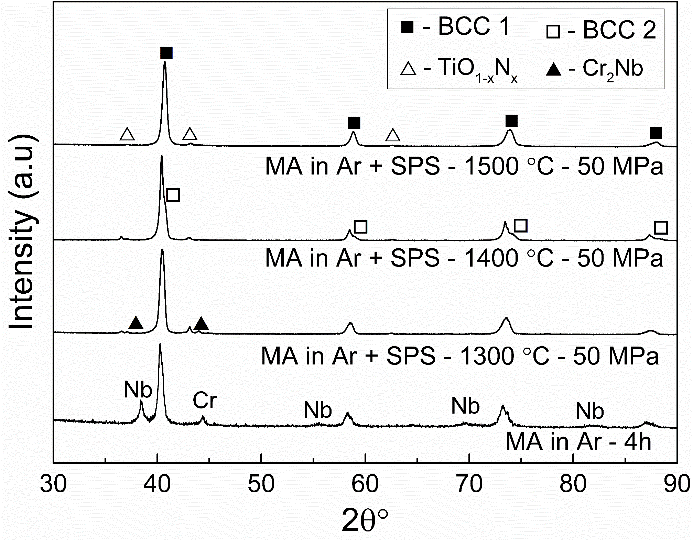 ■ - BCC 1 □ - BCC 2
△ - TiO1-xNx ▲ - Cr2Nb
MA in Ar + SPS - 1500 °C - 50 MPa
MA in Ar + SPS - 1400 °C - 50 MPa
MA in Ar + SPS - 1300 °C - 50 MPa
Nb Cr Nb Nb Nb
MA in Ar - 4h
Intensity (a.u)
30 40 50 60 70 80 90
2θ°